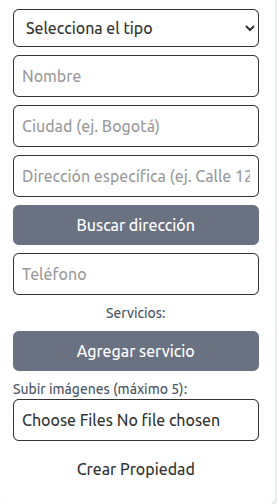 Selecciona el tipo
Nombre
Ciudad (ej. Bogotá)
Dirección específica (ej. Calle 12
Buscar dirección
Teléfono
Servicios:
Agregar servicio
Subir imágenes (máximo 5):
Choose Files No file chosen
Crear Propiedad